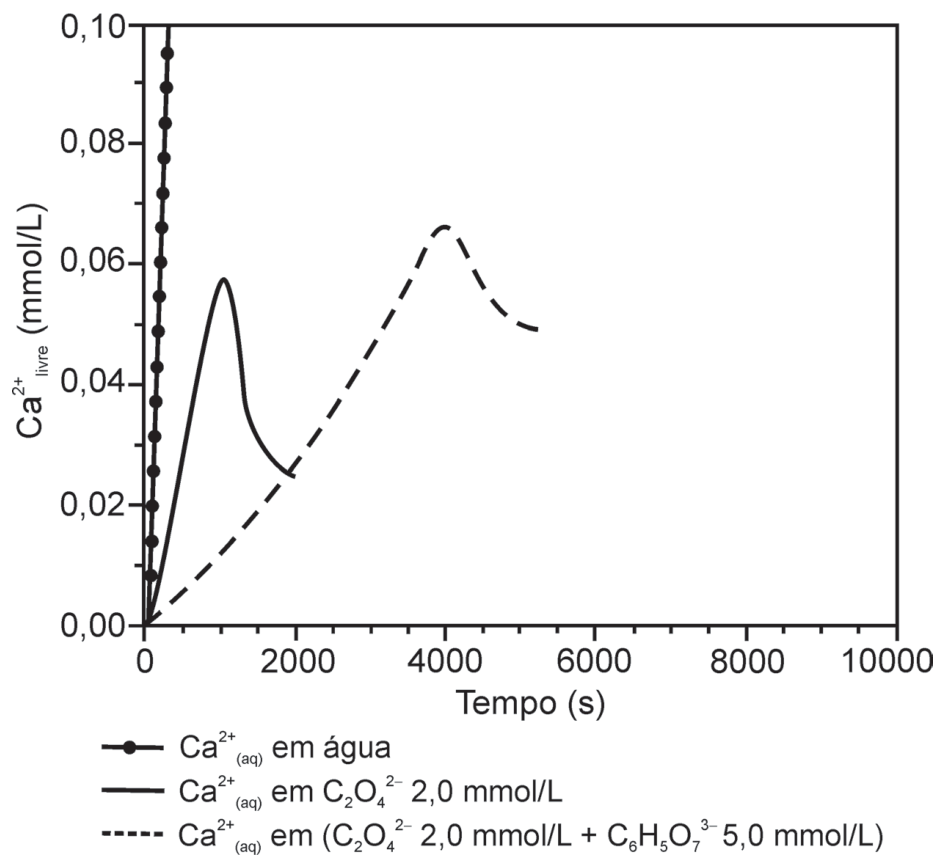 0,10
0,08
0,06
0,04
0,02
0,00
Ca²⁺livre (mmol/L)
0 2000 4000 6000 8000 10000
Tempo (s)
Ca²⁺(aq) em água
Ca²⁺(aq) em C₂O₄²⁻ 2,0 mmol/L
Ca²⁺(aq) em (C₂O₄²⁻ 2,0 mmol/L + C₆H₅O₇³⁻ 5,0 mmol/L)